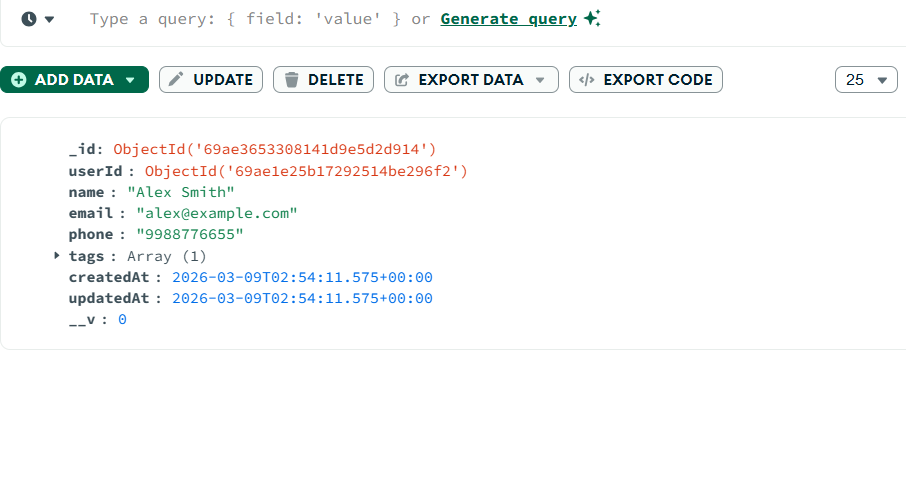 Type a query: { field: 'value' } or Generate query
ADD DATA UPDATE DELETE EXPORT DATA </> EXPORT CODE 25
_id: ObjectId('69ae3653308141d9e5d2d914')
userId : ObjectId('69ae1e25b17292514be296f2')
name : "Alex Smith"
email : "alex@example.com"
phone : "9988776655"
tags : Array (1)
createdAt : 2026-03-09T02:54:11.575+00:00
updatedAt : 2026-03-09T02:54:11.575+00:00
__v : 0